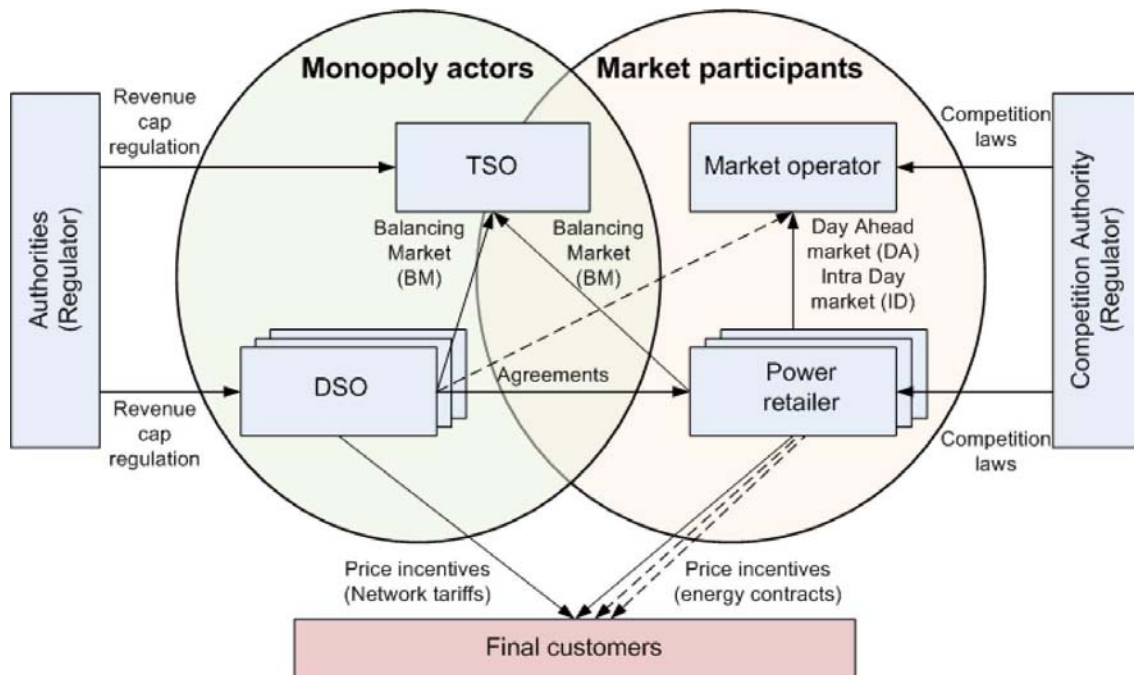 Monopoly actors
Market participants
Revenue
cap
regulation
Competition
laws
TSO
Market operator
Authorities
(Regulator)
Balancing
Market
(BM)
Balancing
Market
(BM)
Day Ahead
market (DA)
Intra Day
market (ID)
Competition Authority
(Regulator)
DSO
Agreements
Power
retailer
Revenue
cap
regulation
Competition
laws
Price incentives
(Network tariffs)
Price incentives
(energy contracts)
Final customers